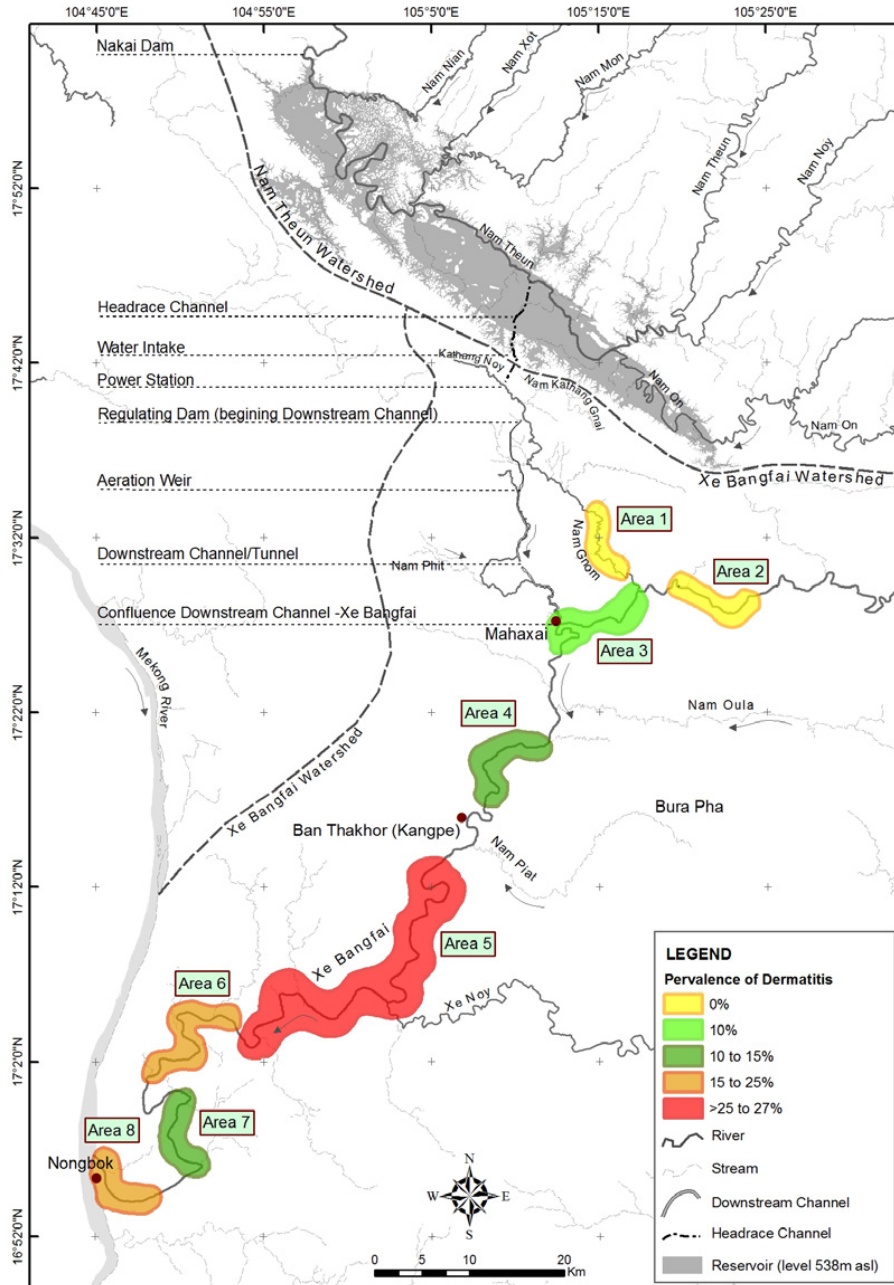 104°45'0"E
104°55'0"E
105°5'0"E
105°15'0"E
105°25'0"E
Nakai Dam
Nam Nian
Nam Xot
Nam Mon
Nam Theun
Nam Noy
17°52'0"N
Nam Theun Watershed
Nam Theun
Headrace Channel
17°42'0"N
Water Intake
Kathang Noy
Power Station
Nam Kathang Gnai
Nam On
Nam On
Regulating Dam (begining Downstream Channel)
Xe Bangfai Watershed
Aeration Weir
17°32'0"N
Area 1
Nam Gnom
Downstream Channel/Tunnel
Nam Phit
Area 2
Confluence Downstream Channel -Xe Bangfai
Mahaxai
Area 3
Mekong River
17°22'0"N
Area 4
Nam Oula
Xe Bangfai Watershed
Bura Pha
Ban Thakhor (Kangpe)
Nam Piat
17°12'0"N
Xe Bangfai
Area 5
Area 6
Xe Noy
17°2'0"N
Area 7
Area 8
Nongbok
16°52'0"N
N
W
E
S
0
10
20
Km
LEGEND
Pervalence of Dermatitis
0%
10%
10 to 15%
15 to 25%
>25 to 27%
River
Stream
Downstream Channel
Headrace Channel
Reservoir (level 538m asl)